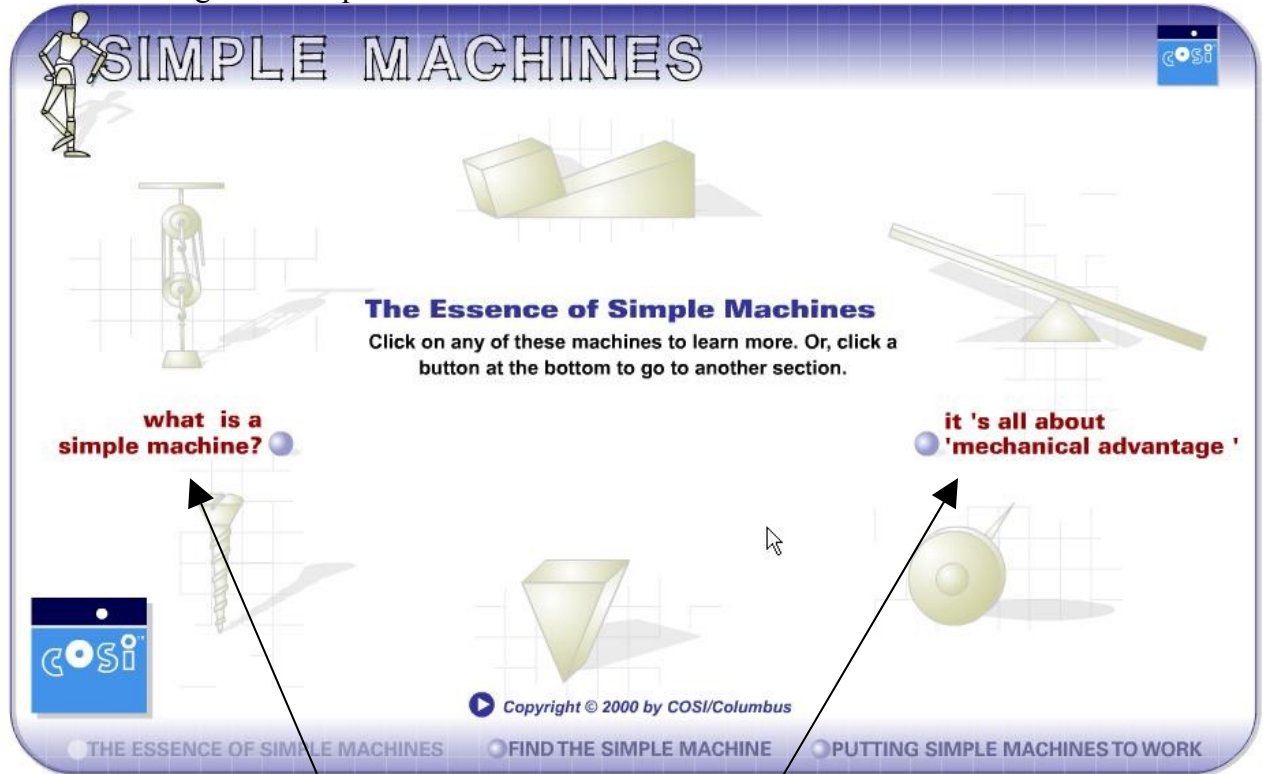 SIMPLE MACHINES
cosi
The Essence of Simple Machines
Click on any of these machines to learn more. Or, click a
button at the bottom to go to another section.
what is a
simple machine?
it 's all about
'mechanical advantage '
cosi
Copyright © 2000 by COSI/Columbus
THE ESSENCE OF SIMPLE MACHINES
FIND THE SIMPLE MACHINE
PUTTING SIMPLE MACHINES TO WORK